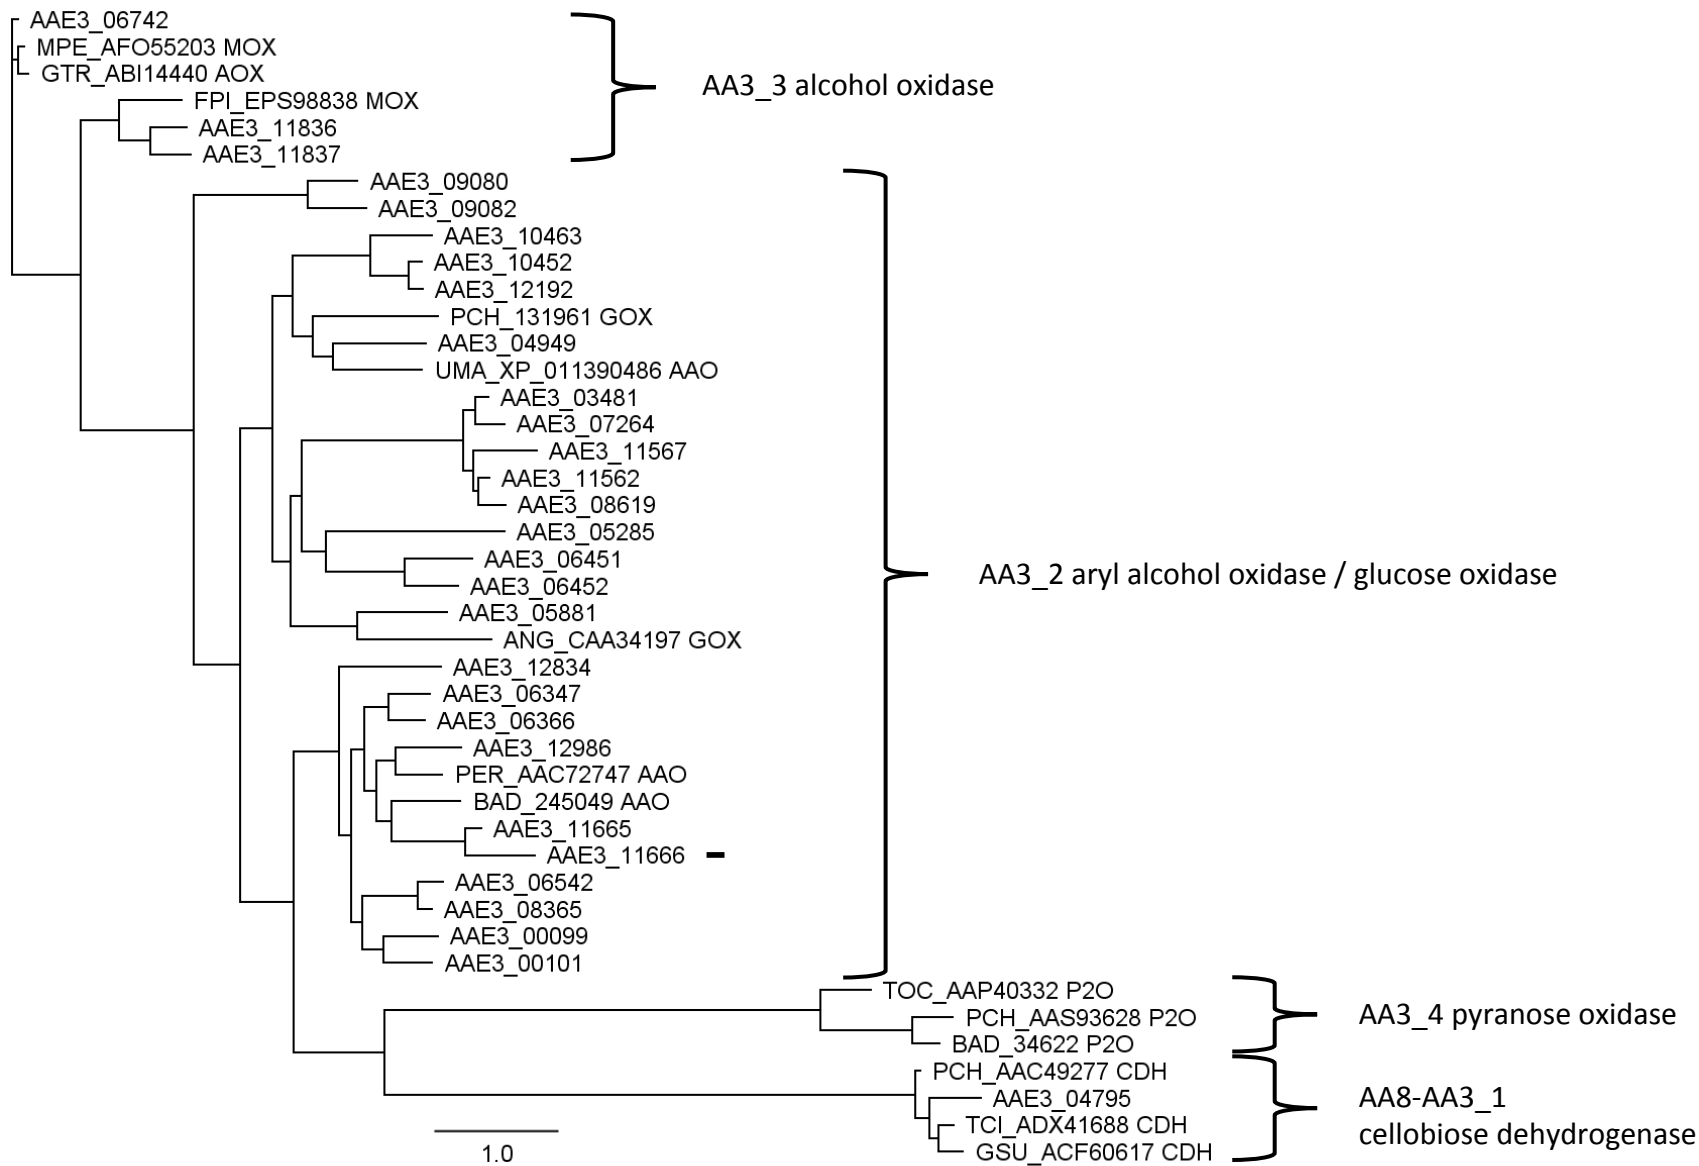 AAE3_06742
MPE_AFO55203 MOX
GTR_ABI14440 AOX
FPI_EPS98838 MOX
AAE3_11836
AAE3_11837
AA3_3 alcohol oxidase
AAE3_09080
AAE3_09082
AAE3_10463
AAE3_10452
AAE3_12192
PCH_131961 GOX
AAE3_04949
UMA_XP_011390486 AAO
AAE3_03481
AAE3_07264
AAE3_11567
AAE3_11562
AAE3_08619
AAE3_05285
AAE3_06451
AAE3_06452
AAE3_05881
ANG_CAA34197 GOX
AAE3_12834
AAE3_06347
AAE3_06366
AAE3_12986
PER_AAC72747 AAO
BAD_245049 AAO
AAE3_11665
AAE3_11666
AAE3_06542
AAE3_08365
AAE3_00099
AAE3_00101
AA3_2 aryl alcohol oxidase / glucose oxidase
TOC_AAP40332 P2O
PCH_AAS93628 P2O
BAD_34622 P2O
AA3_4 pyranose oxidase
PCH_AAC49277 CDH
AAE3_04795
TCI_ADX41688 CDH
GSU_ACF60617 CDH
AA8-AA3_1
cellobiose dehydrogenase
1.0